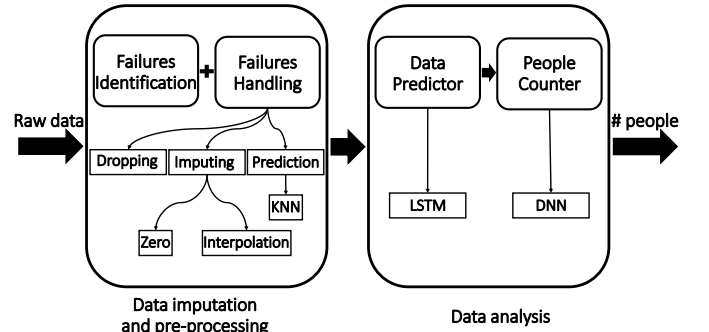 Raw data
Failures
Identification
+
Failures
Handling
Dropping
Imputing
Prediction
KNN
Zero
Interpolation
Data imputation
and pre-processing
Data
Predictor
People
Counter
LSTM
DNN
Data analysis
# people